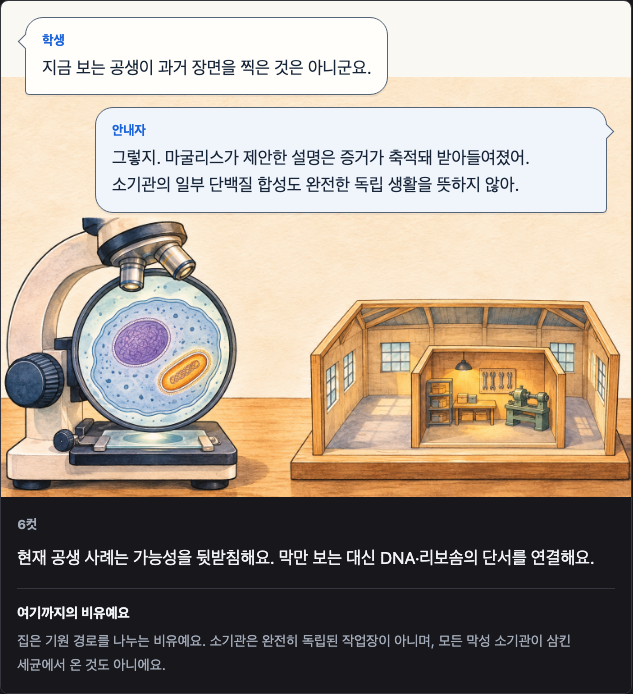 학생
지금 보는 공생이 과거 장면을 찍은 것은 아니군요.
안내자
그렇지. 마굴리스가 제안한 설명은 증거가 축적돼 받아들여졌어.
소기관의 일부 단백질 합성도 완전한 독립 생활을 뜻하지 않아.
6컷
현재 공생 사례는 가능성을 뒷받침해요. 막만 보는 대신 DNA·리보솜의 단서를 연결해요.
여기까지의 비유예요
집은 기원 경로를 나누는 비유예요. 소기관은 완전히 독립된 작업장이 아니며, 모든 막성 소기관이 삼킨
세균에서 온 것도 아니에요.